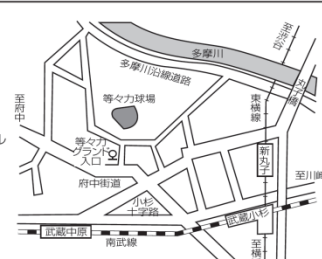 至渋谷
多摩川
多摩川沿線道路
丸子橋
至府中
等々力球場
東横線
ル
等々力
グランド
入口
新丸子
府中街道
至川崎
小杉
十字路
武蔵小杉
武蔵中原
南武線
至横